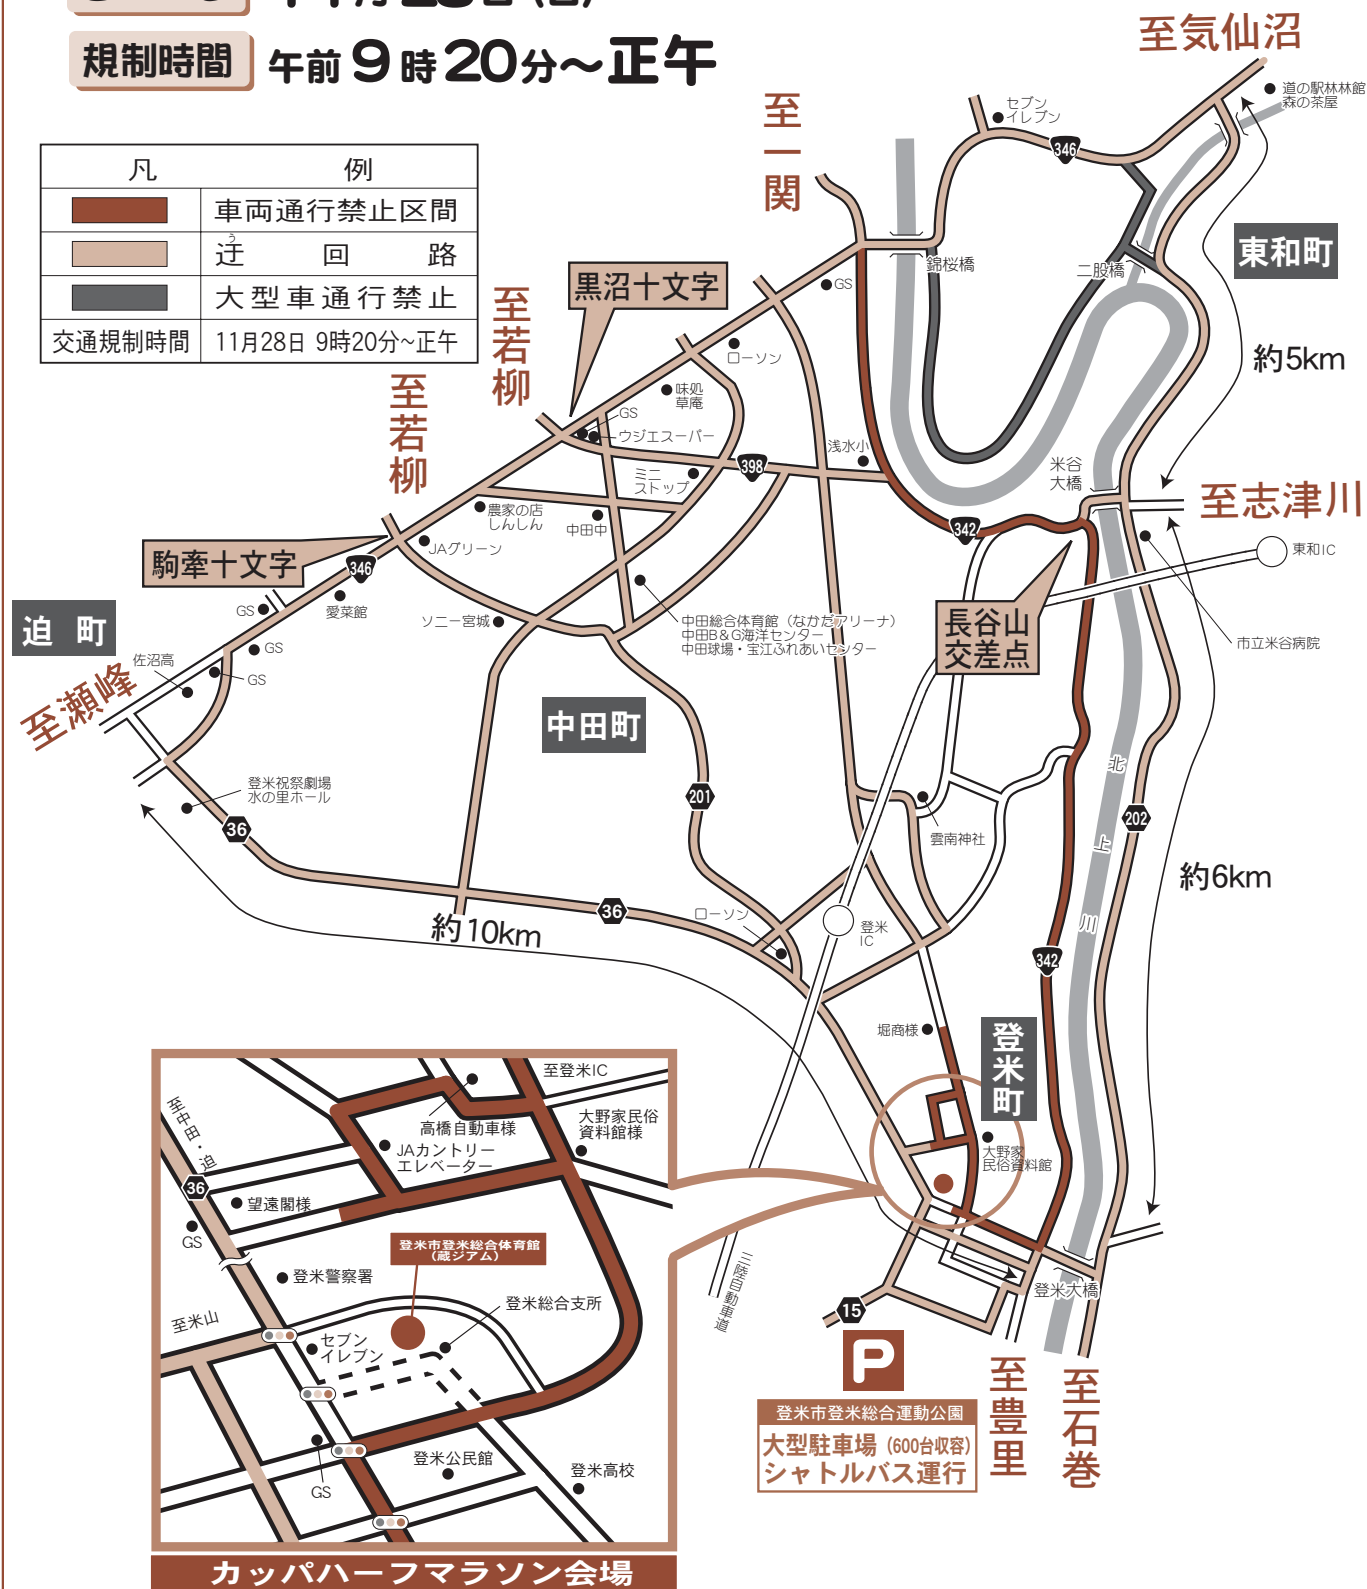 規制時間 午前9時20分〜正午
凡 例
車両通行禁止区間
う
迂回路
大型車通行禁止
交通規制時間 11月28日 9時20分~正午
至気仙沼
道の駅林林館
森の茶屋
セブン
イレブン
346
至一関
東和町
錦桜橋
二股橋
黒沼十文字
GS
至若柳
ローソン
約5km
味処
草庵
至若柳
GS
ウジエスーパー
浅水小
398
ミニ
ストップ
米谷
大橋
至志津川
農家の店
しんしん
中田中
342
JAグリーン
駒牽十文字
346
東和IC
愛菜館
GS
ソニー宮城
中田総合体育館（なかだアリーナ）
中田B&G海洋センター
中田球場・宝江ふれあいセンター
長谷山
交差点
市立米谷病院
迫町
GS
佐沼高
GS
至瀬峰
中田町
登米祝祭劇場
水の里ホール
36
201
北上川
202
雲南神社
約6km
36
ローソン
登米
IC
約10km
342
堀商様
登米町
大野家
民俗資料館
三陸自動車道
登米大橋
15
P
登米市登米総合運動公園
大型駐車場（600台収容）
シャトルバス運行
至豊里
至石巻
至登米IC
至中田・迫
高橋自動車様
大野家民俗
資料館様
JAカントリー
エレベーター
36
望遠閣様
GS
登米市登米総合体育館
（蔵ジアム）
登米警察署
登米総合支所
至米山
セブン
イレブン
登米公民館
登米高校
GS
カッパハーフマラソン会場